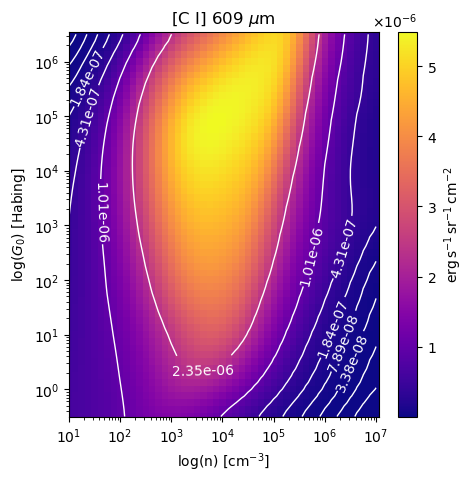 [C I] 609 μm
×10⁻⁶
10⁶
10⁵
10⁴
10³
10²
10¹
10⁰
log(G₀) [Habing]
1.84e-07
4.31e-07
1.01e-06
2.35e-06
1.01e-06
4.31e-07
1.84e-07
7.89e-08
3.38e-08
10¹
10²
10³
10⁴
10⁵
10⁶
10⁷
log(n) [cm⁻³]
5
4
3
2
1
erg s⁻¹ sr⁻¹ cm⁻²